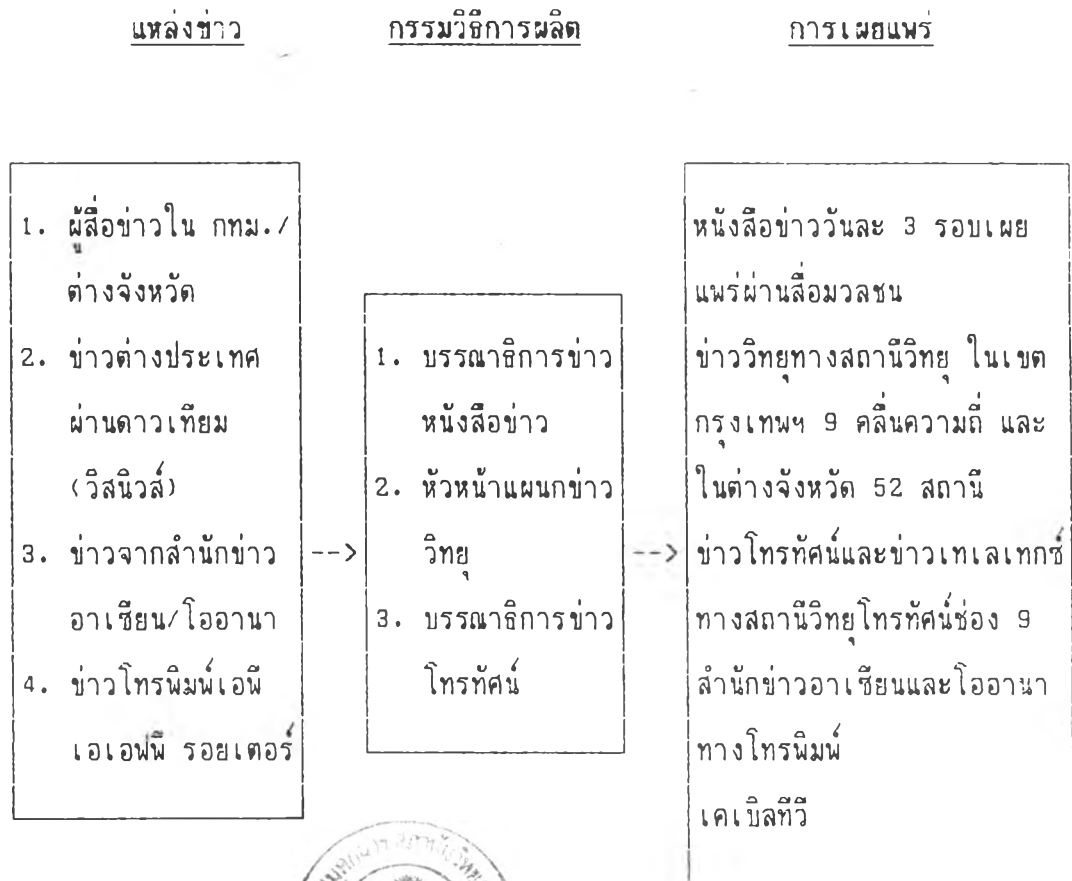 แหล่งข่าว
กรรมวิธีการผลิต
การเผยแพร่
1. ผู้สื่อข่าวใน กทม./
ต่างจังหวัด
2. ข่าวต่างประเทศ
ผ่านดาวเทียม
(วิสนิวส์)
3. ข่าวจากสำนักข่าว
อาเซียน/โออานา
4. ข่าวโทรพิมพ์เอพี
เอเอฟพี รอยเตอร์
-->
1. บรรณาธิการข่าว
หนังสือข่าว
2. หัวหน้าแผนกข่าว
วิทยุ
3. บรรณาธิการข่าว
โทรทัศน์
-->
หนังสือข่าววันละ 3 รอบเผย
แพร่ผ่านสื่อมวลชน
ข่าววิทยุทางสถานีวิทยุ ในเขต
กรุงเทพฯ 9 คลื่นความถี่ และ
ในต่างจังหวัด 52 สถานี
ข่าวโทรทัศน์และข่าวเทเลเทกซ์
ทางสถานีวิทยุโทรทัศน์ช่อง 9
สำนักข่าวอาเซียนและโออานา
ทางโทรพิมพ์
เคเบิลทีวี